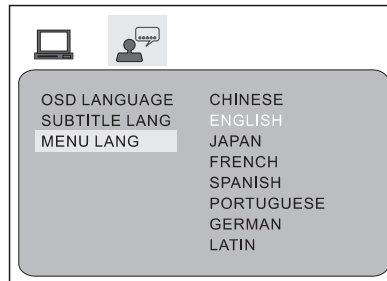 OSD LANGUAGE
SUBTITLE LANG
MENU LANG
CHINESE
ENGLISH
JAPAN
FRENCH
SPANISH
PORTUGUESE
GERMAN
LATIN